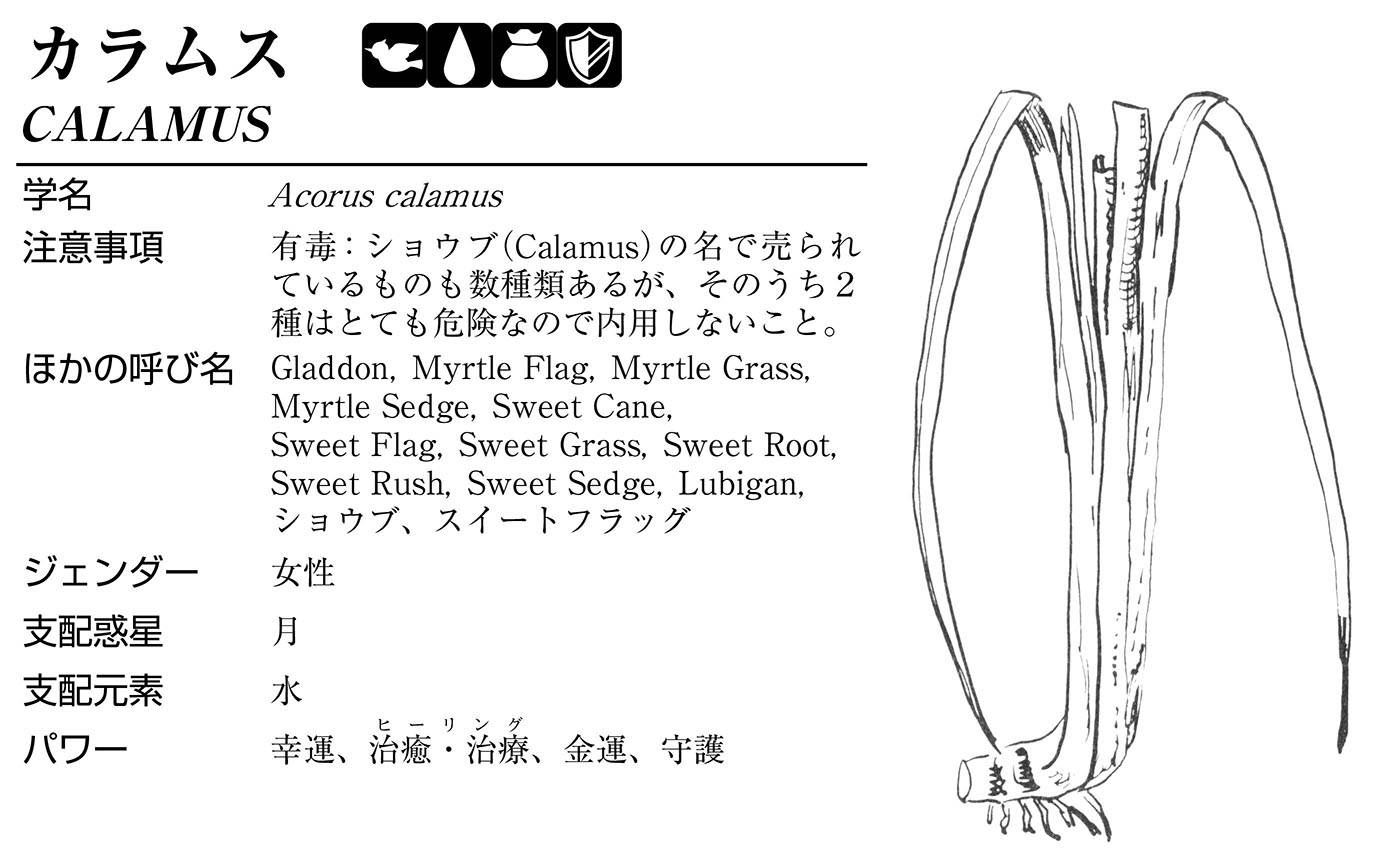 カラムス
CALAMUS
学名 Acorus calamus
注意事項 有毒：ショウブ(Calamus)の名で売られ
ているものも数種類あるが、そのうち２
種はとても危険なので内用しないこと。
ほかの呼び名 Gladdon, Myrtle Flag, Myrtle Grass,
Myrtle Sedge, Sweet Cane,
Sweet Flag, Sweet Grass, Sweet Root,
Sweet Rush, Sweet Sedge, Lubigan,
ショウブ、スイートフラッグ
ジェンダー 女性
支配惑星 月
支配元素 水
ヒーリング
パワー 幸運、治癒・治療、金運、守護